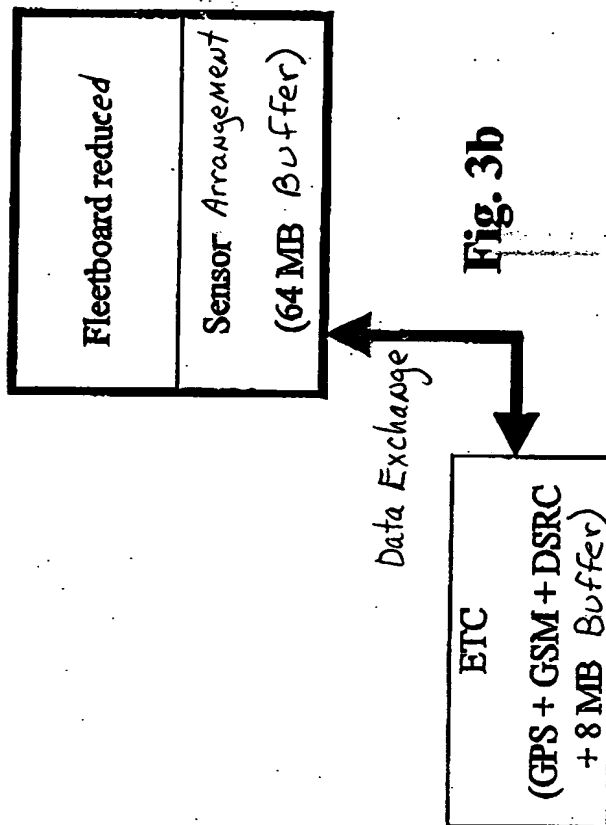 Fleetboard reduced
Sensor Arrangement
(64 MB Buffer)
Data Exchange
ETC
(GPS + GSM + DSRC
+ 8 MB Buffer)
Fig. 3b